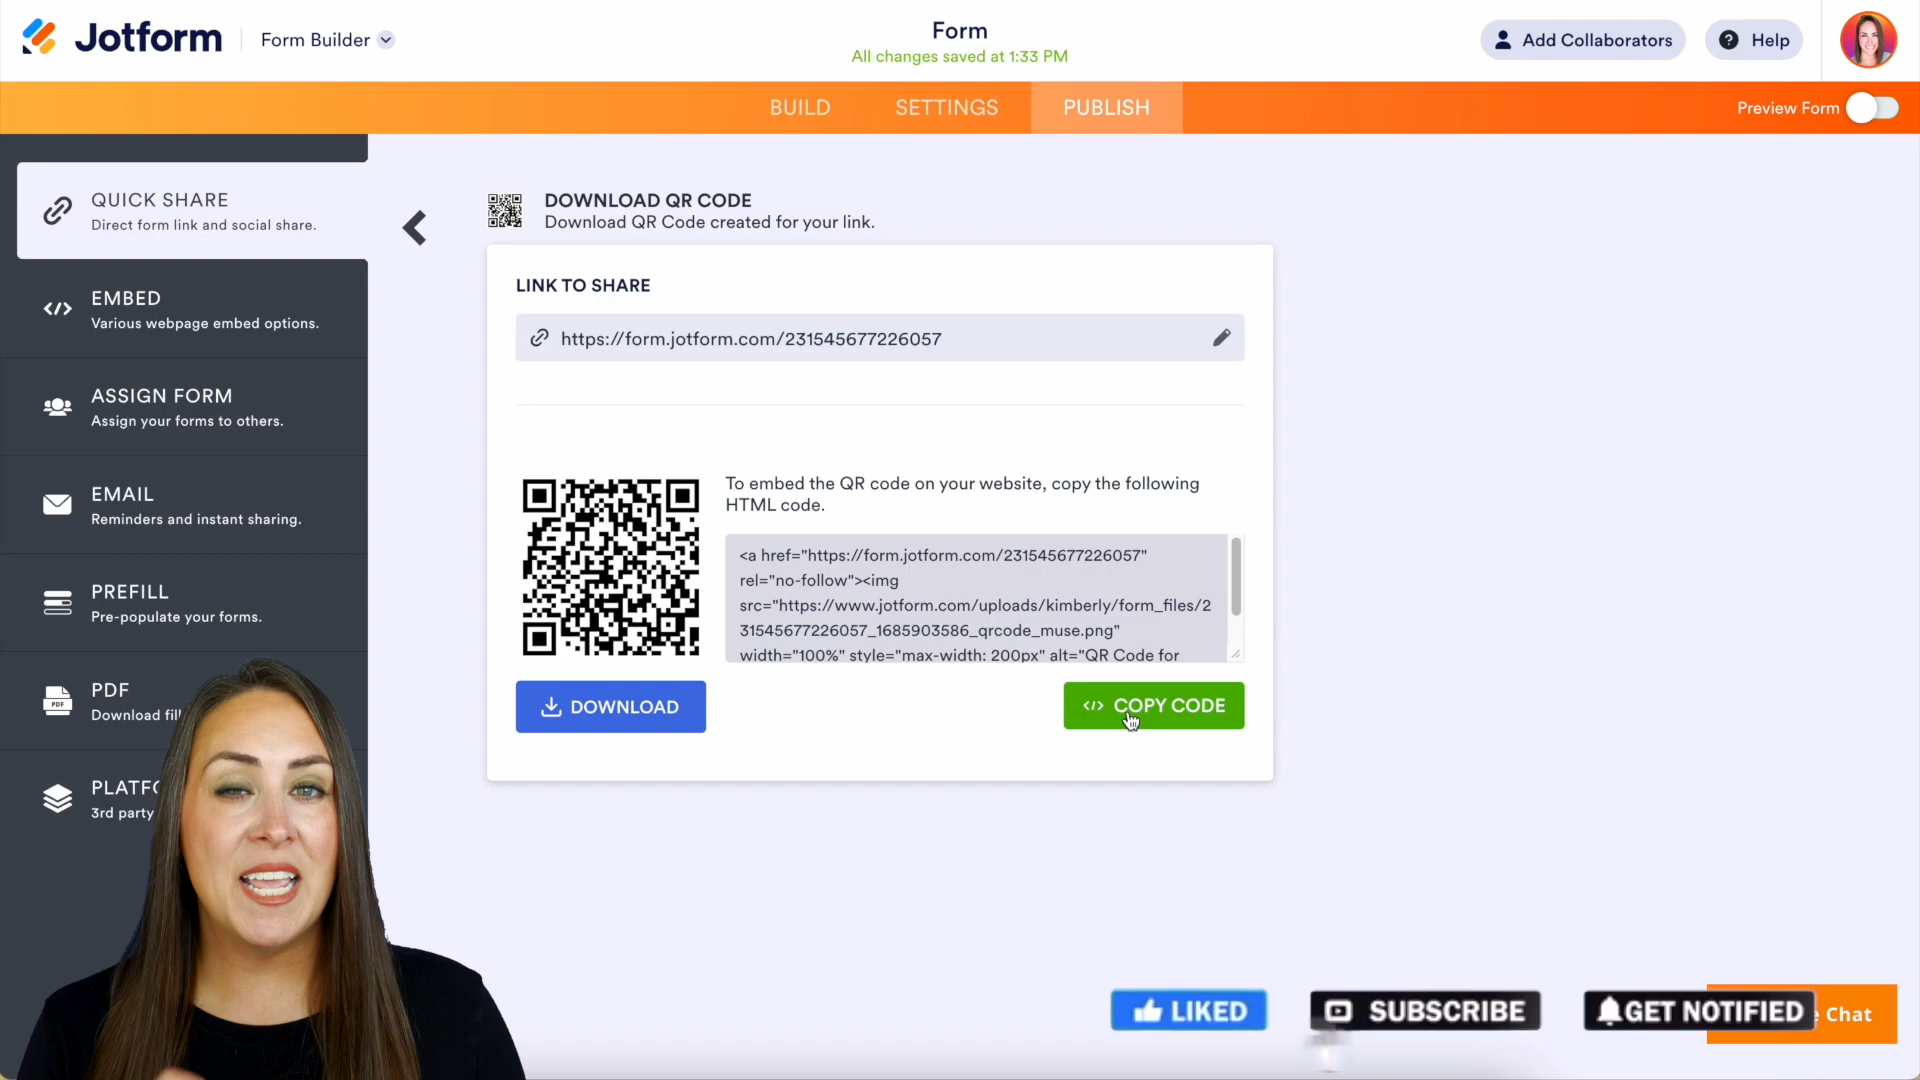 Jotform
Form Builder
Form
All changes saved at 1:33 PM
Add Collaborators
Help
BUILD
SETTINGS
PUBLISH
Preview Form
QUICK SHARE
Direct form link and social share.
EMBED
Various webpage embed options.
ASSIGN FORM
Assign your forms to others.
EMAIL
Reminders and instant sharing.
PREFILL
Pre-populate your forms.
PDF
PDF
Download
3rd party
DOWNLOAD QR CODE
Download QR Code created for your link.
LINK TO SHARE
https://form.jotform.com/231545677226057
To embed the QR code on your website, copy the following
HTML code.
<a href="https://form.jotform.com/231545677226057"
rel="no-follow"><img
src="https://www.jotform.com/uploads/kimberly/form_files/2
31545677226057_1685903586_qrcode_muse.png"
width="100%" style="max-width: 200px" alt="QR Code for
DOWNLOAD
COPY CODE
LIKED
SUBSCRIBE
GET NOTIFIED
Chat